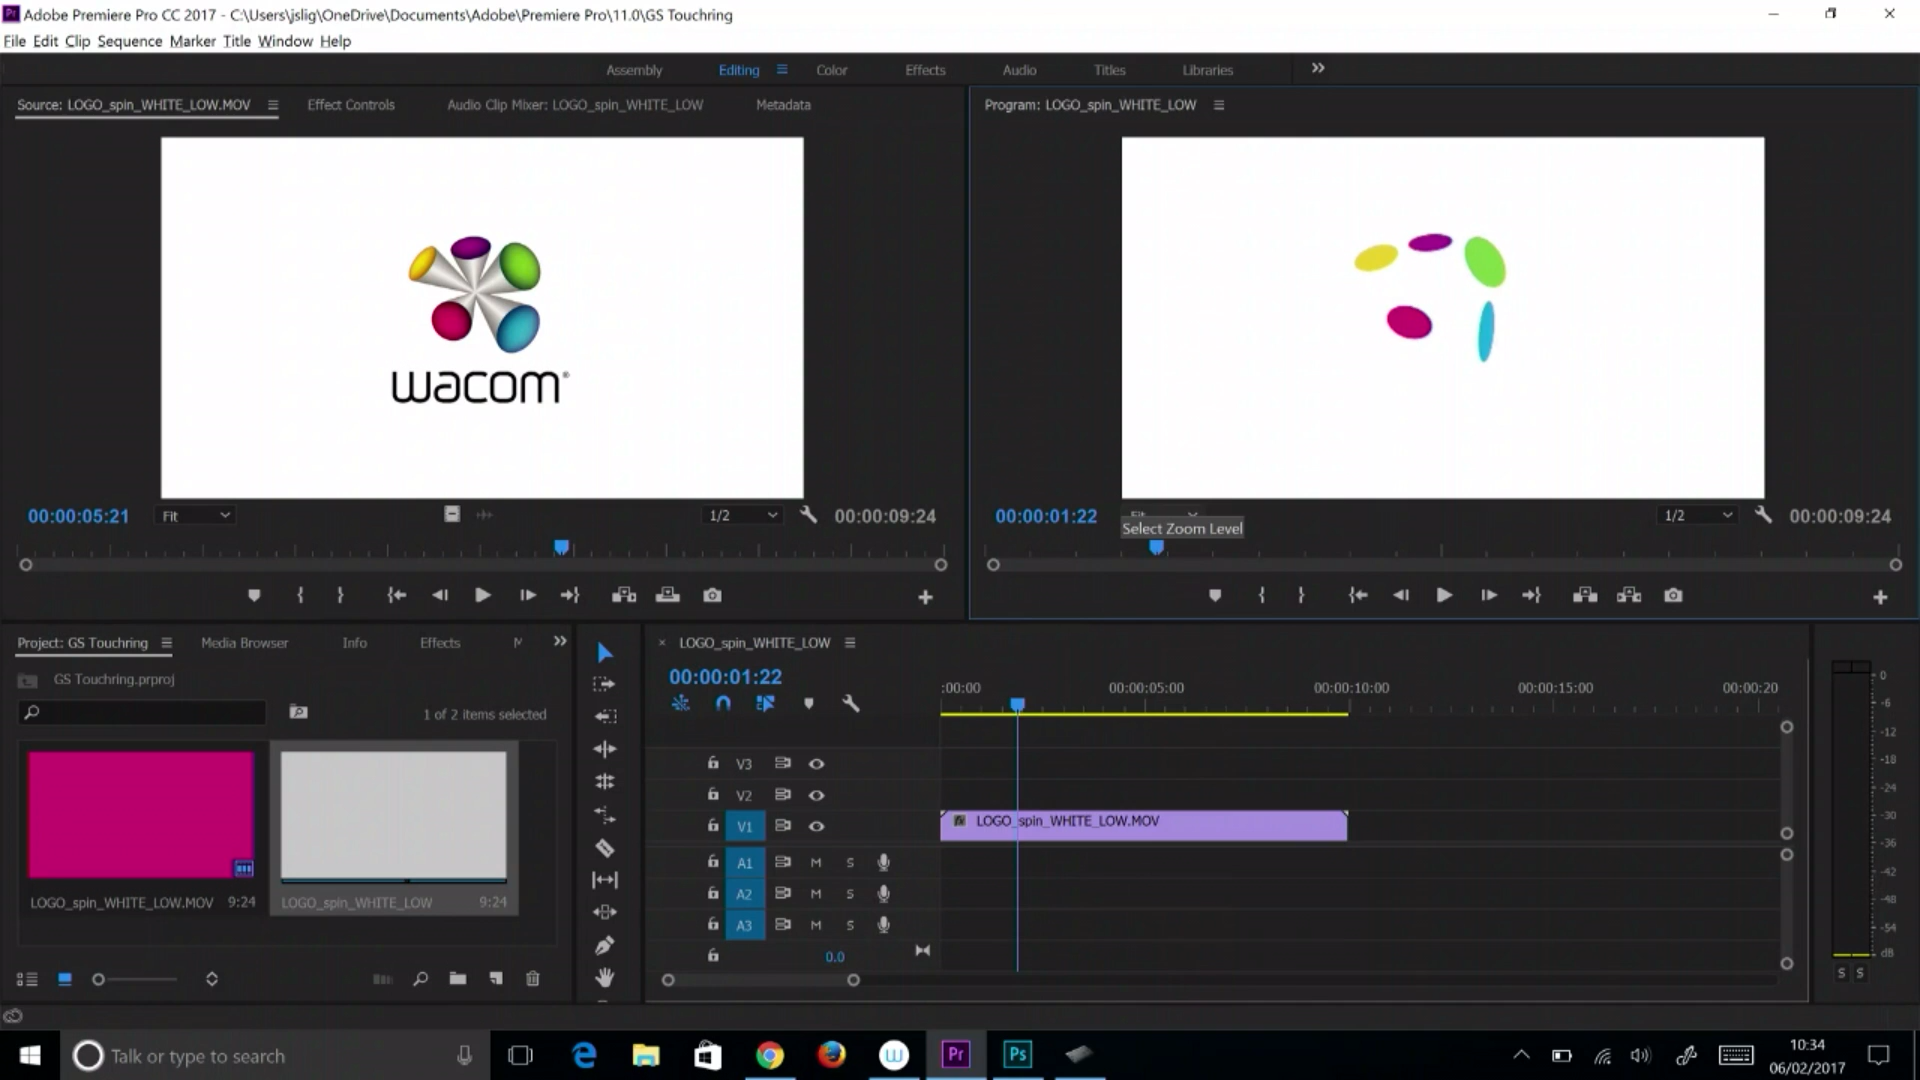 Adobe Premiere Pro CC 2017 - C:\Users\jslig\OneDrive\Documents\Adobe\Premiere Pro\11.0\GS Touchring
File Edit Clip Sequence Marker Title Window Help
Assembly Editing Color Effects Audio Titles Libraries
Source: LOGO_spin_WHITE_LOW.MOV Effect Controls Audio Clip Mixer: LOGO_spin_WHITE_LOW Metadata
Program: LOGO_spin_WHITE_LOW
wacom®
00:00:05:21 Fit 1/2 00:00:09:24
00:00:01:22 Fit 1/2 00:00:09:24
Select Zoom Level
Project: GS Touchring Media Browser Info Effects
GS Touchring.prproj
1 of 2 items selected
LOGO_spin_WHITE_LOW.MOV 9:24
LOGO_spin_WHITE_LOW 9:24
LOGO_spin_WHITE_LOW
00:00:01:22
:00:00 00:00:05:00 00:00:10:00 00:00:15:00 00:00:20
V3
V2
V1 LOGO_spin_WHITE_LOW.MOV
A1 M S
A2 M S
A3 M S
0.0
0
-6
-12
-18
-24
-30
-36
-42
-48
-54
dB
S S
Talk or type to search
Pr Ps
10:34
06/02/2017